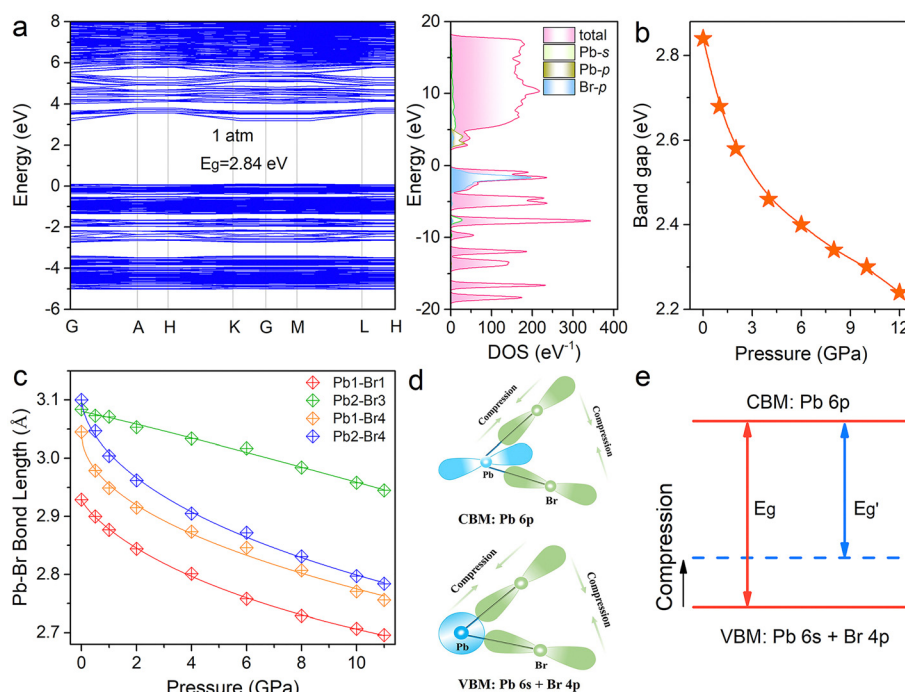 a
8
6
4
2
0
-2
-4
-6
Energy (eV)
1 atm
Eg=2.84 eV
G A H K G M L H
20
10
0
-10
-20
Energy (eV)
total
Pb-s
Pb-p
Br-p
0 100 200 300 400
DOS (eV⁻¹)
b
2.8
2.6
2.4
2.2
Band gap (eV)
0 3 6 9 12
Pressure (GPa)
c
3.1
3.0
2.9
2.8
2.7
Pb-Br Bond Length (Å)
Pb1-Br1
Pb2-Br3
Pb1-Br4
Pb2-Br4
0 2 4 6 8 10
Pressure (GPa)
d
Compression
Compression
Pb
Br
CBM: Pb 6p
Compression
Compression
Pb
Br
VBM: Pb 6s + Br 4p
e
CBM: Pb 6p
Eg
Eg'
Compression
VBM: Pb 6s + Br 4p